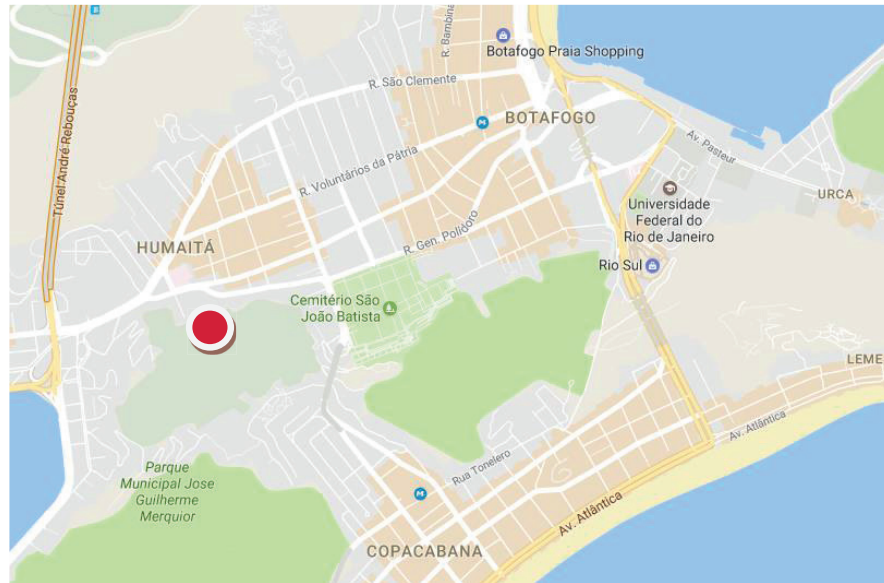 R. Bambina
Botafogo Praia Shopping
R. São Clemente
Túnel André Rebouças
BOTAFOGO
R. Voluntários da Pátria
Av. Pasteur
URCA
Universidade
Federal do
Rio de Janeiro
R. Gen. Polidoro
HUMAITÁ
Rio Sul
Cemitério São
João Batista
LEME
Av. Atlântica
Rua Tonelero
Parque
Municipal Jose
Guilherme
Merquior
Av. Atlântica
COPACABANA